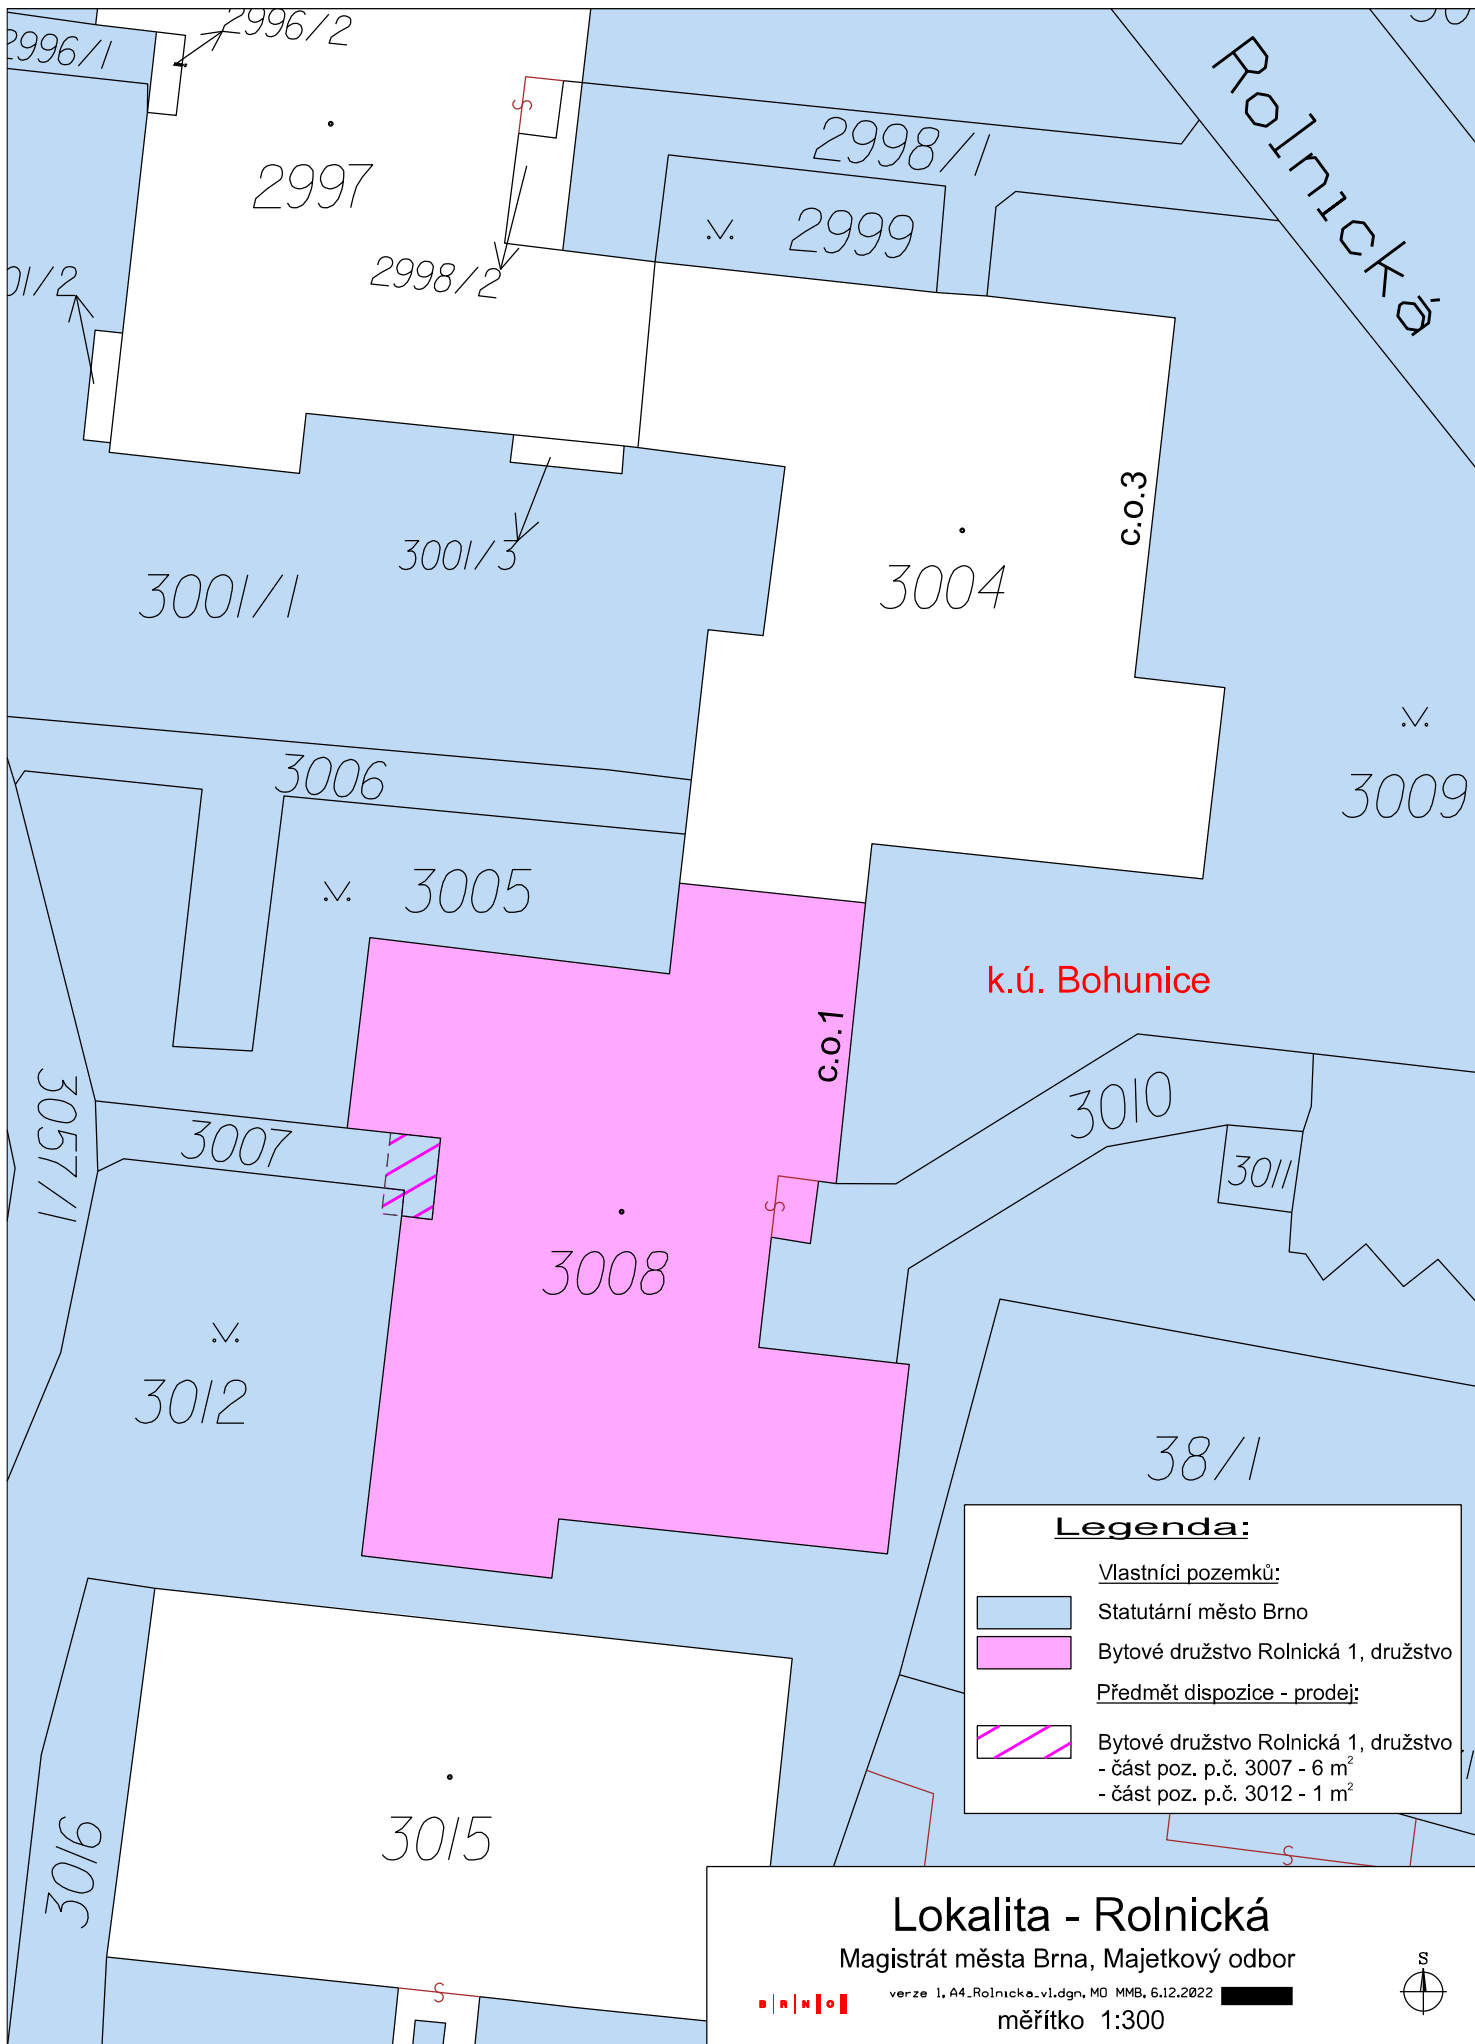 2996/2
2996/1
Rolnická
2998/1
2997
2999
2998/2
01/2
c.o.3
3001/3
3004
3001/1
3006
3009
3005
k.ú. Bohunice
c.o.1
3057/1
3010
3007
3011
S
S
3008
3012
38/1
Legenda:
Vlastníci pozemků:
Statutární město Brno
Bytové družstvo Rolnická 1, družstvo
Předmět dispozice - prodej:
Bytové družstvo Rolnická 1, družstvo
- část poz. p.č. 3007 - 6 m²
- část poz. p.č. 3012 - 1 m²
3015
3016
S
S
Lokalita - Rolnická
Magistrát města Brna, Majetkový odbor
S
verze 1, A4_Rolnicka_v1.dgn, MO MMB, 6.12.2022
BRNO
měřítko 1:300